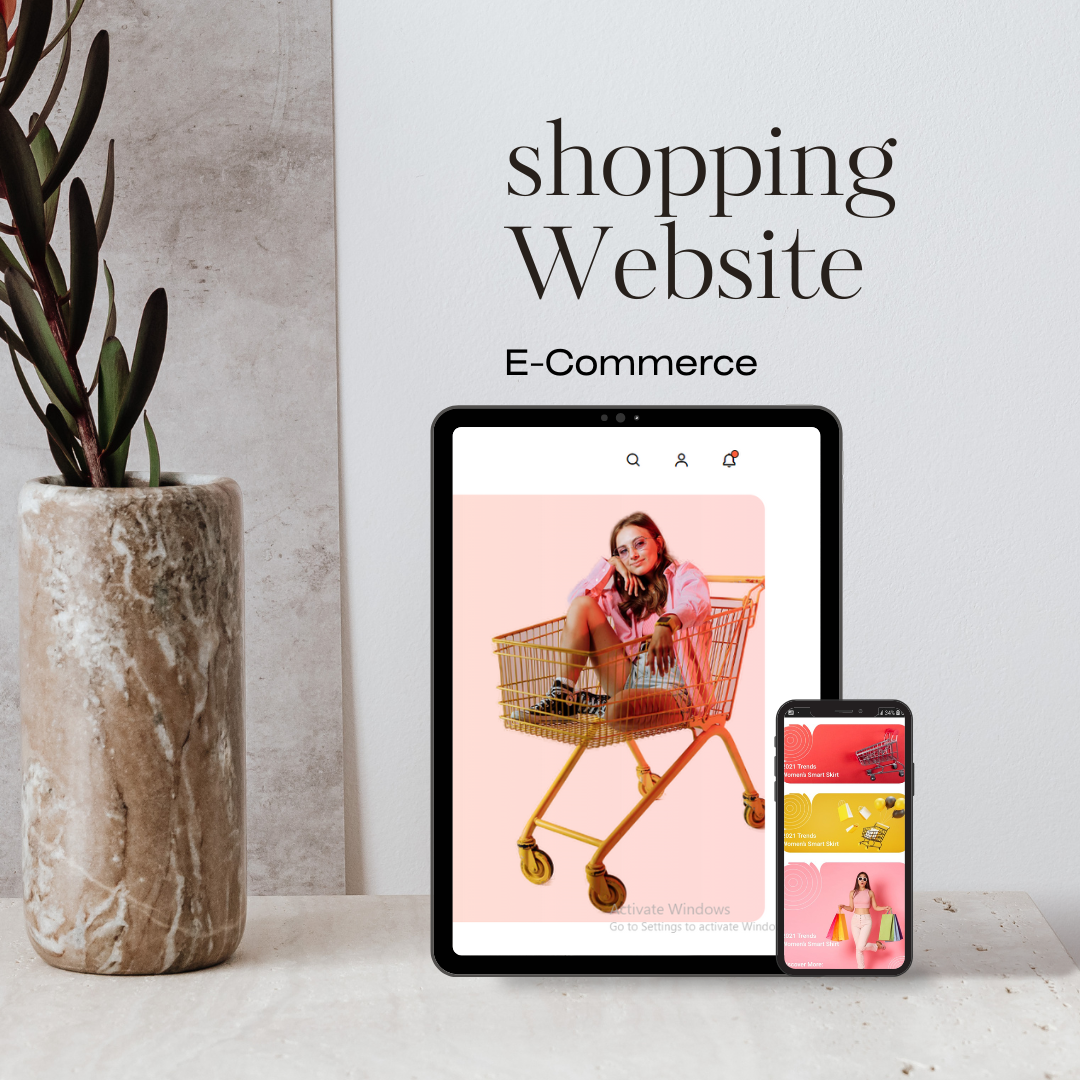 shopping
Website
E-Commerce
Activate Windows
Go to Settings to activate Windo
34%
2021 Trends
Women's Smart Skirt
2021 Trends
Women's Smart Skirt
2021 Trends
Women's Smart Skirt
Discover More